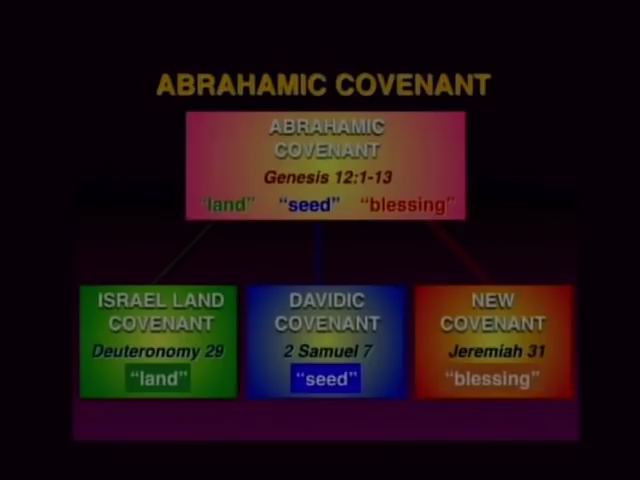 ABRAHAMIC COVENANT
ABRAHAMIC
COVENANT
Genesis 12:1-13
"land" "seed" "blessing"
ISRAEL LAND
COVENANT
Deuteronomy 29
"land"
DAVIDIC
COVENANT
2 Samuel 7
"seed"
NEW
COVENANT
Jeremiah 31
"blessing"